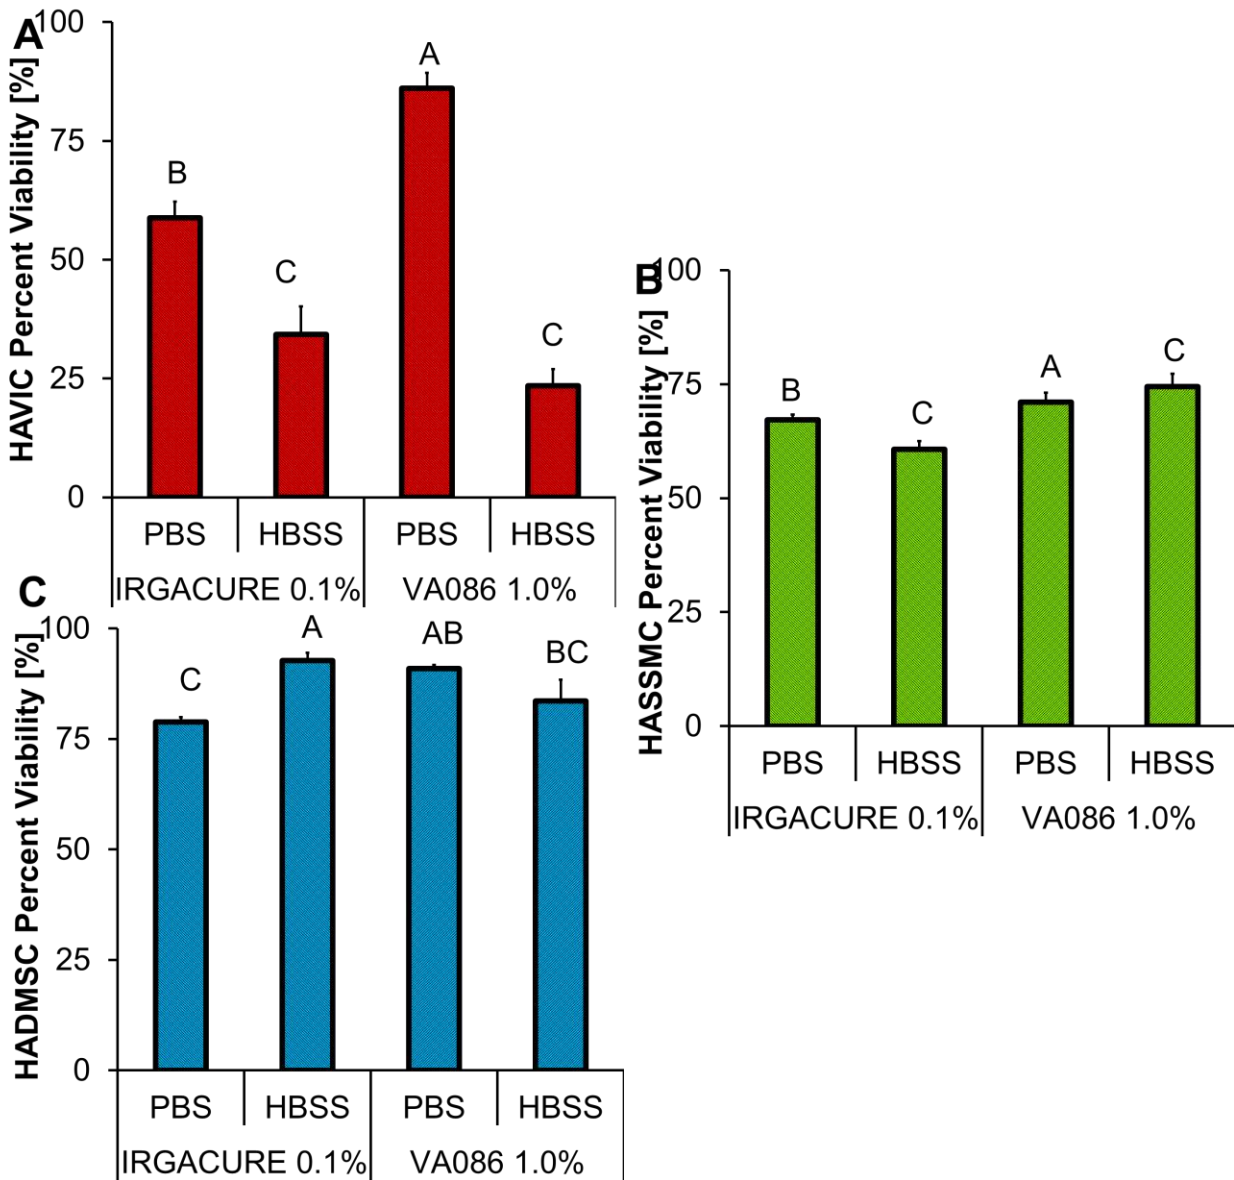 A
HAVIC Percent Viability [%]
100
75
50
25
0
B
C
A
C
PBS HBSS PBS HBSS
IRGACURE 0.1% VA086 1.0%
B
HASSMC Percent Viability [%]
100
75
50
25
0
B
C
A
C
PBS HBSS PBS HBSS
IRGACURE 0.1% VA086 1.0%
C
HADMSC Percent Viability [%]
100
75
50
25
0
C
A
AB
BC
PBS HBSS PBS HBSS
IRGACURE 0.1% VA086 1.0%